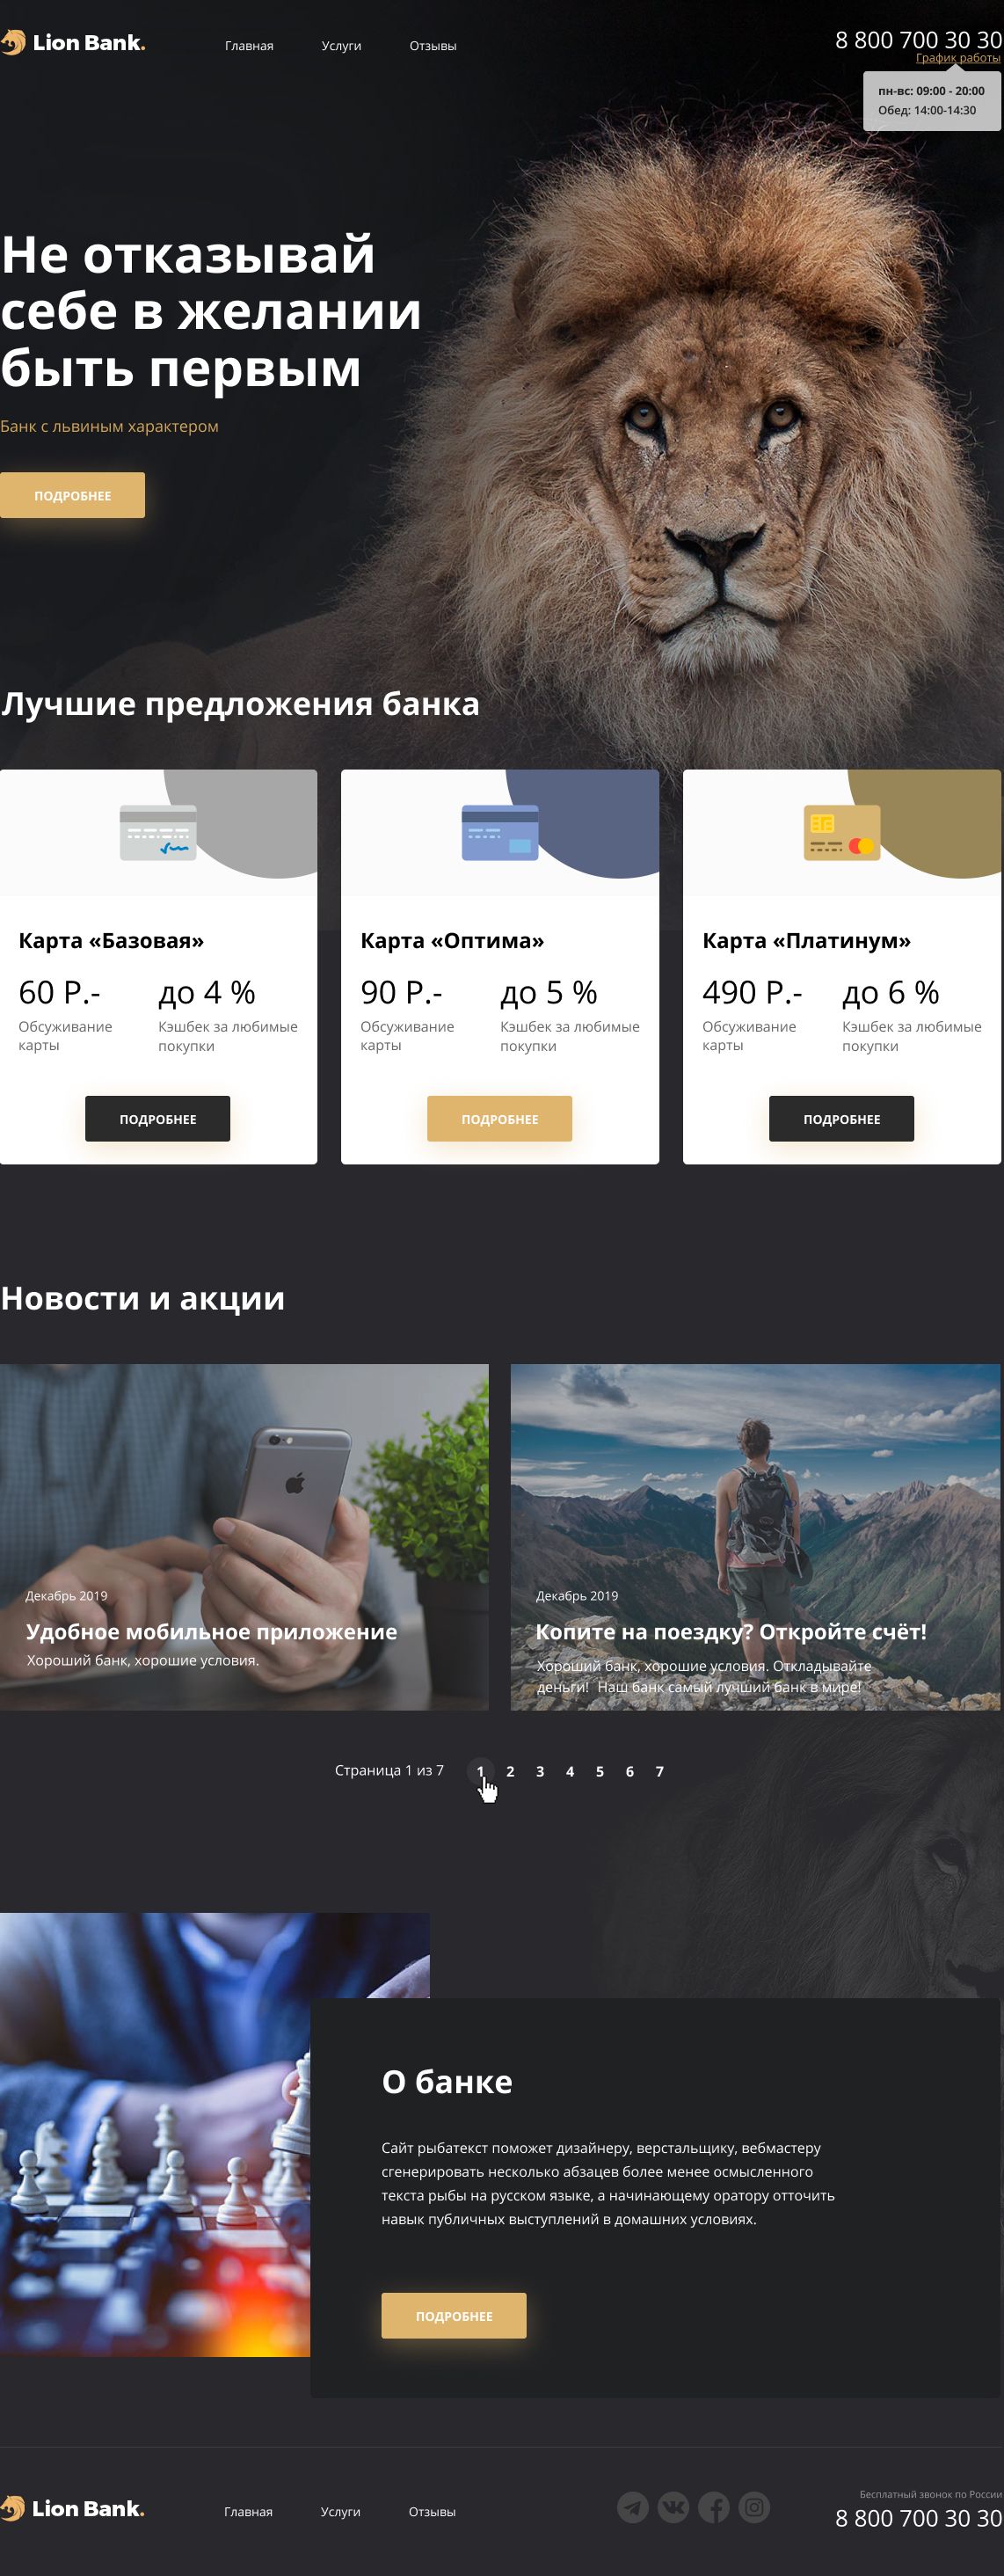 Lion Bank.
Главная
Услуги
Отзывы
8 800 700 30 30
График работы
пн-вс: 09:00 - 20:00
Обед: 14:00-14:30
Не отказывай
себе в желании
быть первым
Банк с львиным характером
ПОДРОБНЕЕ
Лучшие предложения банка
Карта «Базовая»
60 Р.-
до 4 %
Обсуживание
карты
Кэшбек за любимые
покупки
ПОДРОБНЕЕ
Карта «Оптима»
90 Р.-
до 5 %
Обсуживание
карты
Кэшбек за любимые
покупки
ПОДРОБНЕЕ
Карта «Платинум»
490 Р.-
до 6 %
Обсуживание
карты
Кэшбек за любимые
покупки
ПОДРОБНЕЕ
Новости и акции
Декабрь 2019
Удобное мобильное приложение
Хороший банк, хорошие условия.
Декабрь 2019
Копите на поездку? Откройте счёт!
Хороший банк, хорошие условия. Откладывайте
деньги! Наш банк самый лучший банк в мире!
Страница 1 из 7
1 2 3 4 5 6 7
О банке
Сайт рыбатекст поможет дизайнеру, верстальщику, вебмастеру
сгенерировать несколько абзацев более менее осмысленного
текста рыбы на русском языке, а начинающему оратору отточить
навык публичных выступлений в домашних условиях.
ПОДРОБНЕЕ
Lion Bank.
Главная
Услуги
Отзывы
Бесплатный звонок по России
8 800 700 30 30